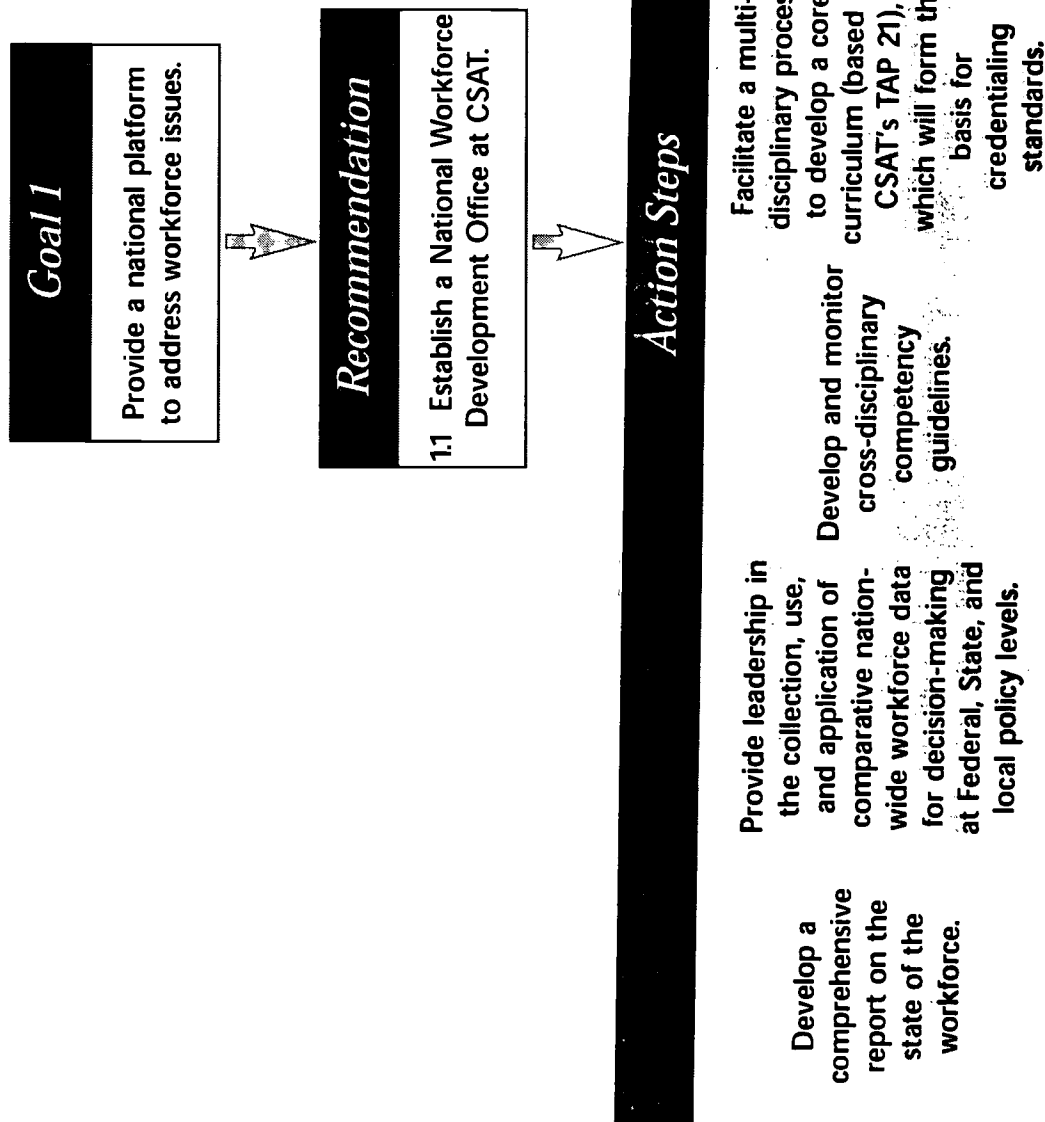 Goal 1
Provide a national platform
to address workforce issues.
Recommendation
1.1 Establish a National Workforce
Development Office at CSAT.
Action Steps
Develop a
comprehensive
report on the
state of the
workforce.
Provide leadership in
the collection, use,
and application of
comparative nation-
wide workforce data
for decision-making
at Federal, State, and
local policy levels.
Develop and monitor
cross-disciplinary
competency
guidelines.
Facilitate a multi-
disciplinary proces
to develop a core
curriculum (based
CSAT's TAP 21),
which will form th
basis for
credentialing
standards.